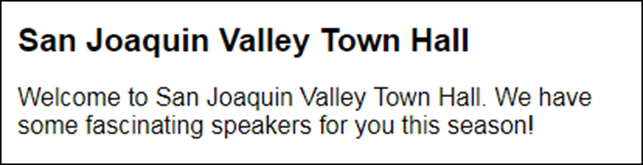 San Joaquin Valley Town Hall
Welcome to San Joaquin Valley Town Hall. We have
some fascinating speakers for you this season!